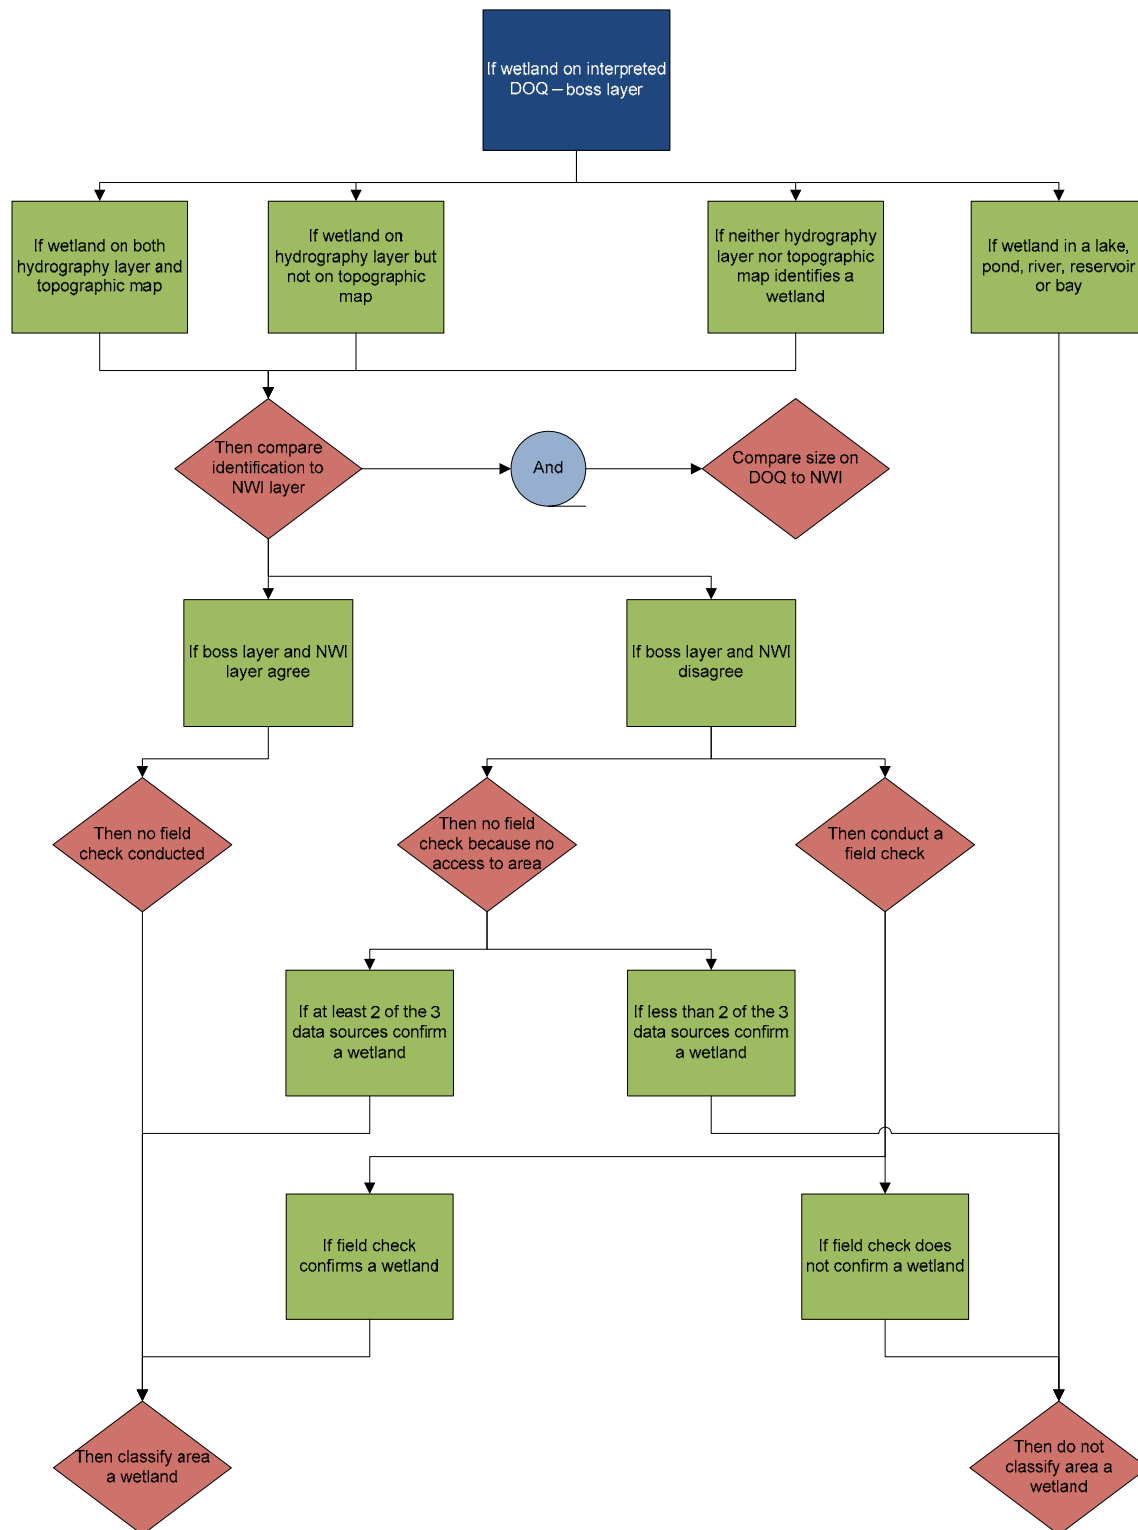 If wetland on interpreted
DOQ – boss layer
If wetland on both
hydrography layer and
topographic map
If wetland on
hydrography layer but
not on topographic
map
If neither hydrography
layer nor topographic
map identifies a
wetland
If wetland in a lake,
pond, river, reservoir
or bay
Then compare
identification to
NWI layer
And
Compare size on
DOQ to NWI
If boss layer and NWI
layer agree
If boss layer and NWI
disagree
Then no field
check conducted
Then no field
check because no
access to area
Then conduct a
field check
If at least 2 of the 3
data sources confirm
a wetland
If less than 2 of the 3
data sources confirm
a wetland
If field check
confirms a wetland
If field check does
not confirm a wetland
Then classify area
a wetland
Then do not
classify area a
wetland